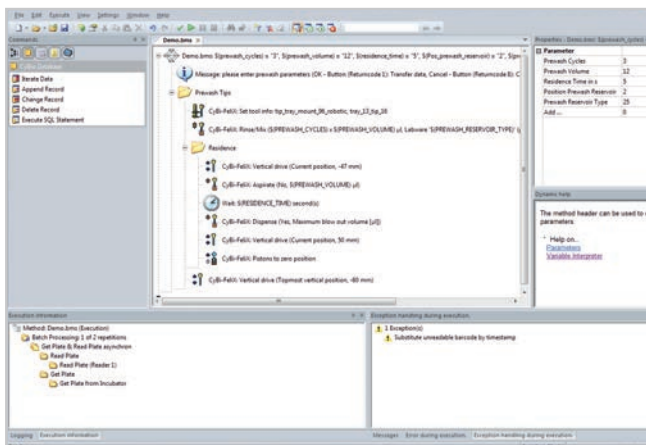 File Edit Execute View Settings Window Help
Commands
CyBio Database
Iterate Data
Append Record
Change Record
Delete Record
Execute SQL Statement
Demo.bms
Demo.bms: $(prewash_cycles) = "3", $(prewash_volume) = "12", $(residence_time) = "5", $(Pos_prewash_reservoir) = "2", $(pre
Message: please enter prewash parameters (OK - Button (Returncode 1): Transfer data, Cancel - Button (Returncode 8): C
Prewash Tips
CyBi-FeliX: Set tool info: tip_tray_mount_96_robotic, tray_13_tip_16
CyBi-FeliX: Rinse/Mix ($(PREWASH_CYCLES) x $(PREWASH_VOLUME) µl, Labware '$(PREWASH_RESERVOIR_TYPE)'
Residence
CyBi-FeliX: Vertical drive (Current position, -47 mm)
CyBi-FeliX: Aspirate (No, $(PREWASH_VOLUME) µl)
Wait: $(RESIDENCE_TIME) second(s)
CyBi-FeliX: Dispense (Yes, Maximum blow out volume [µl])
CyBi-FeliX: Vertical drive (Current position, 50 mm)
CyBi-FeliX: Pistons to zero position
CyBi-FeliX: Vertical drive (Topmost vertical position, -60 mm)
Properties - Demo.bms: $(prewash_cycles)
Parameter
Prewash Cycles 3
Prewash Volume 12
Residence Time in s 5
Position Prewash Reservoir 2
Prewash Reservoir Type 25
Add ... 0
Dynamic help
The method header can be used to
parameters.
Help on...
Parameters
Variable Interpreter
Execution information
Method: Demo.bms (Execution)
Batch Processing: 1 of 2 repetitions
Get Plate & Read Plate asynchron
Read Plate
Read Plate (Reader 1)
Get Plate
Get Plate from Incubator
Logging Execution information
Exception handling during execution
1 Exception(s)
Substitute unreadable barcode by timestamp
Messages Error during execution Exception handling during execution